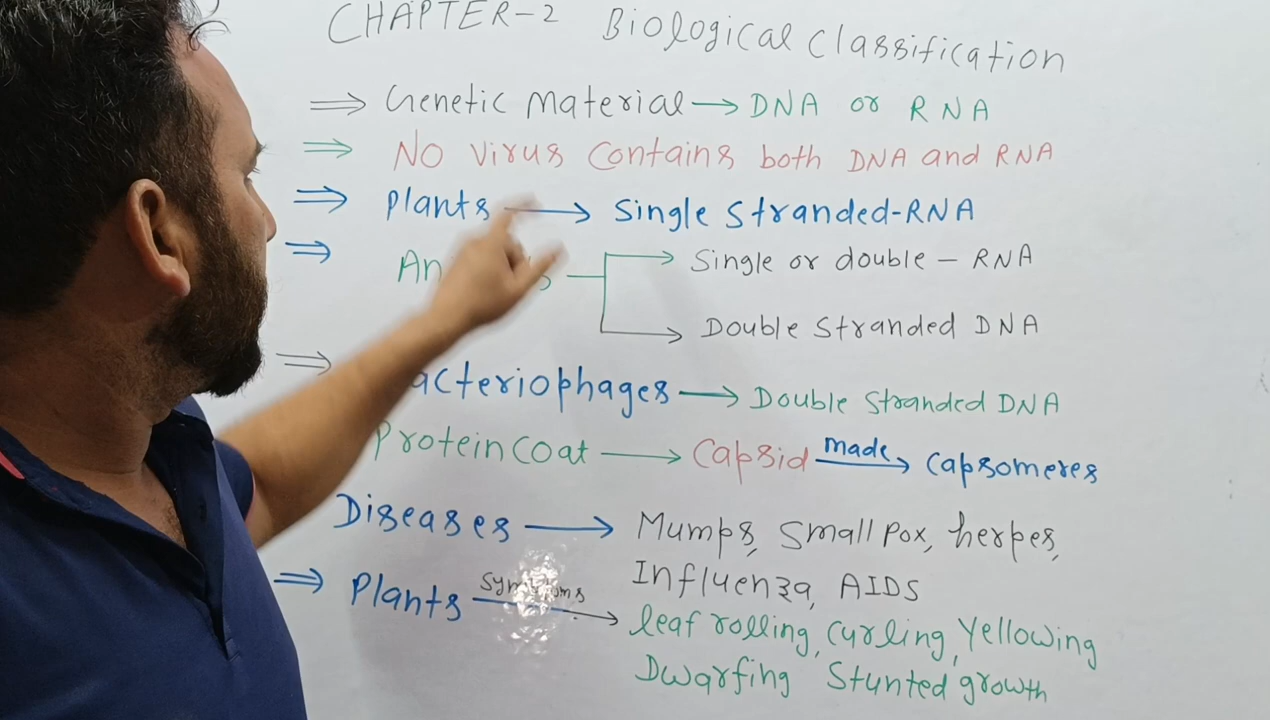 CHAPTER-2 Biological Classification
⇒ Genetic Material → DNA or RNA
⇒ No virus contains both DNA and RNA
⇒ Plants → Single Stranded-RNA
⇒ Single or double - RNA
Double Stranded DNA
⇒ acteriophages → Double Stranded DNA
Protein Coat → Capsid made → Capsomeres
Diseases → Mumps, Small Pox, herpes,
Influenza, AIDS
⇒ Plants → leaf rolling, Curling, Yellowing
Dwarfing Stunted growth